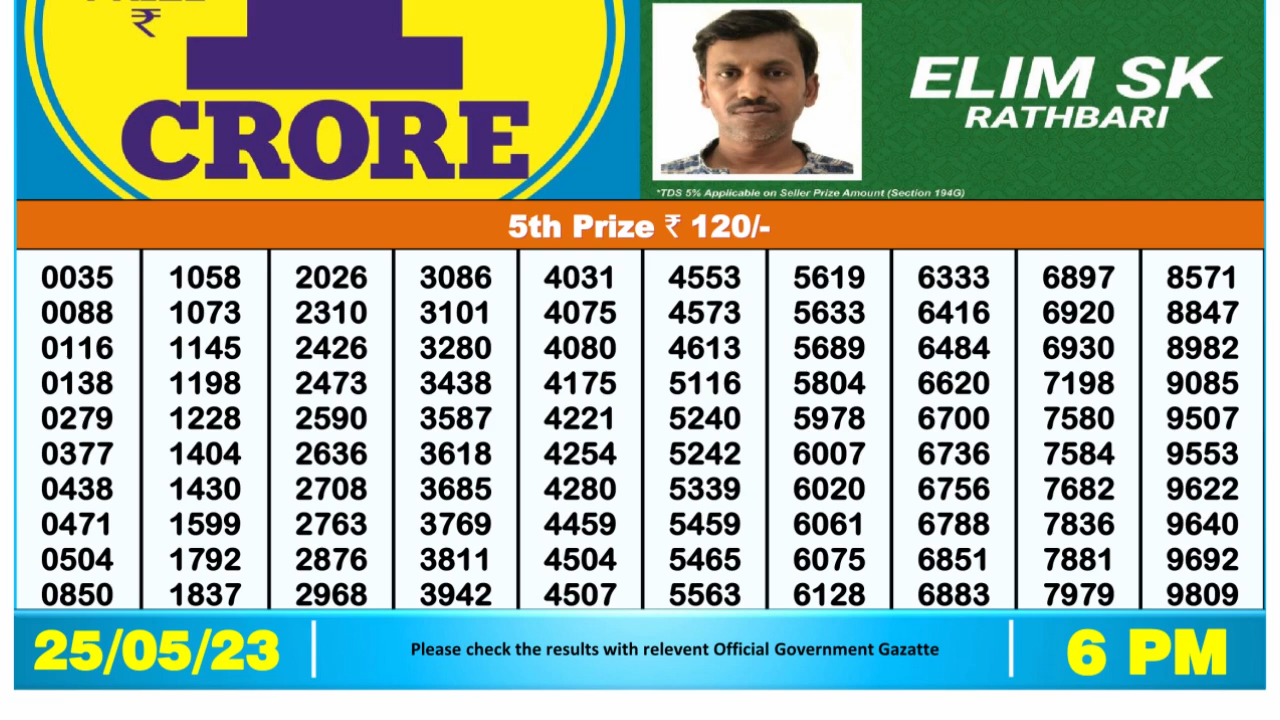 ₹ 1
CRORE
ELIM SK
RATHBARI
*TDS 5% Applicable on Seller Prize Amount (Section 194G)
5th Prize ₹ 120/-
0035 1058 2026 3086 4031 4553 5619 6333 6897 8571
0088 1073 2310 3101 4075 4573 5633 6416 6920 8847
0116 1145 2426 3280 4080 4613 5689 6484 6930 8982
0138 1198 2473 3438 4175 5116 5804 6620 7198 9085
0279 1228 2590 3587 4221 5240 5978 6700 7580 9507
0377 1404 2636 3618 4254 5242 6007 6736 7584 9553
0438 1430 2708 3685 4280 5339 6020 6756 7682 9622
0471 1599 2763 3769 4459 5459 6061 6788 7836 9640
0504 1792 2876 3811 4504 5465 6075 6851 7881 9692
0850 1837 2968 3942 4507 5563 6128 6883 7979 9809
25/05/23 Please check the results with relevent Official Government Gazatte 6 PM